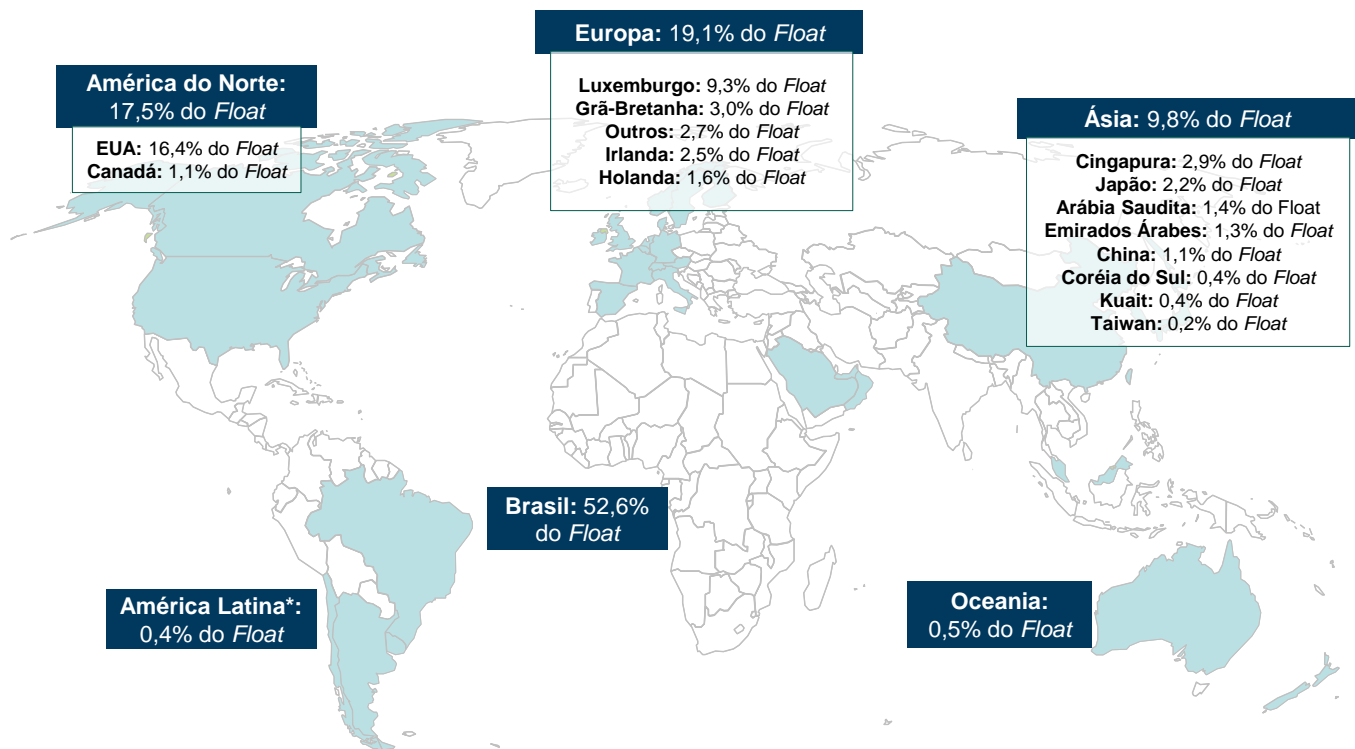 América do Norte:
17,5% do Float
EUA: 16,4% do Float
Canadá: 1,1% do Float
Europa: 19,1% do Float
Luxemburgo: 9,3% do Float
Grã-Bretanha: 3,0% do Float
Outros: 2,7% do Float
Irlanda: 2,5% do Float
Holanda: 1,6% do Float
Ásia: 9,8% do Float
Cingapura: 2,9% do Float
Japão: 2,2% do Float
Arábia Saudita: 1,4% do Float
Emirados Árabes: 1,3% do Float
China: 1,1% do Float
Coréia do Sul: 0,4% do Float
Kuait: 0,4% do Float
Taiwan: 0,2% do Float
Brasil: 52,6%
do Float
América Latina*:
0,4% do Float
Oceania:
0,5% do Float